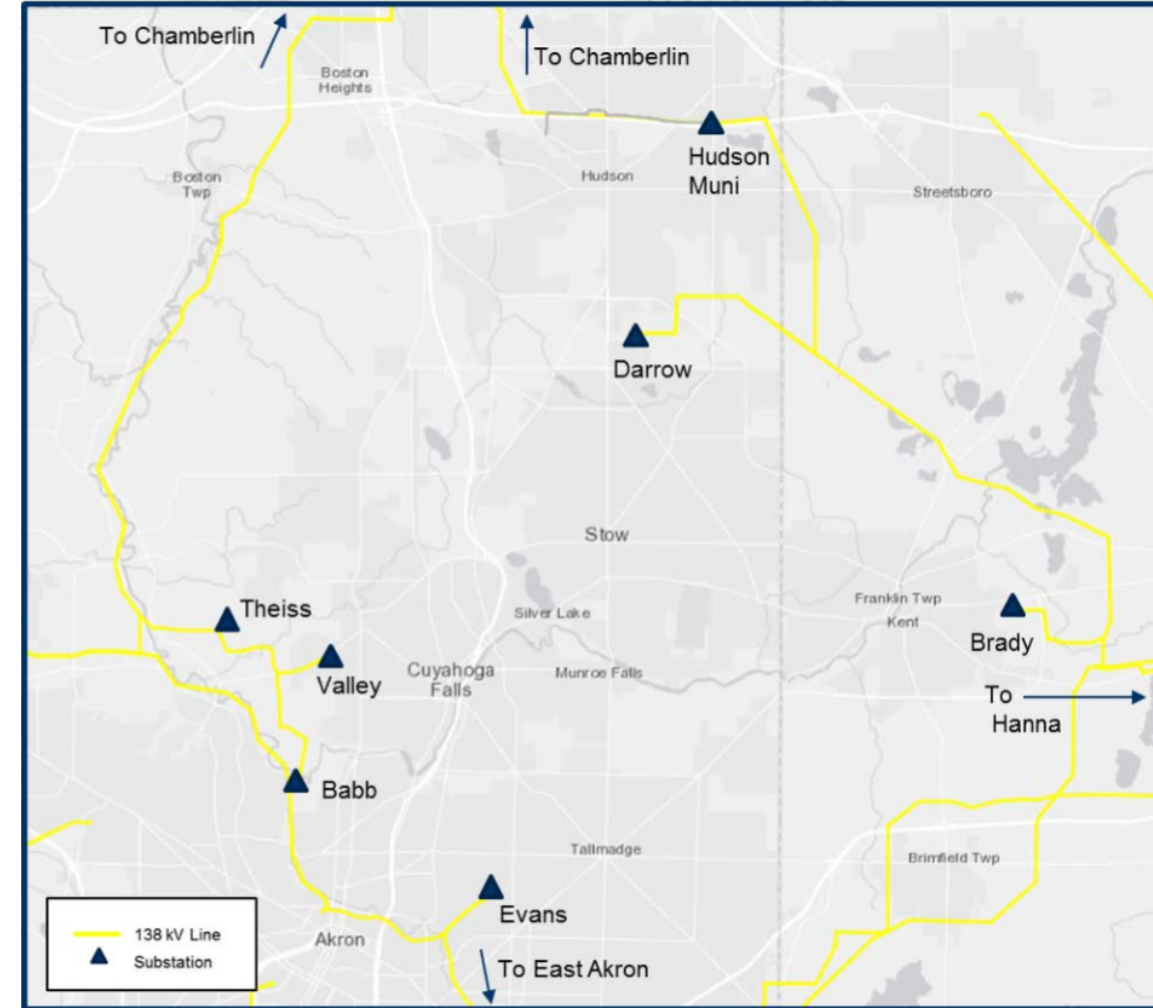 To Chamberlin
To Chamberlin
Boston
Heights
Hudson
Muni
Boston
Twp
Hudson
Streetsboro
Darrow
Stow
Theiss
Silver Lake
Franklin Twp
Kent
Brady
Valley
Cuyahoga
Falls
Munroe Falls
To
Hanna
Babb
Tallmadge
Brimfield Twp
Evans
Akron
To East Akron
138 kV Line
Substation